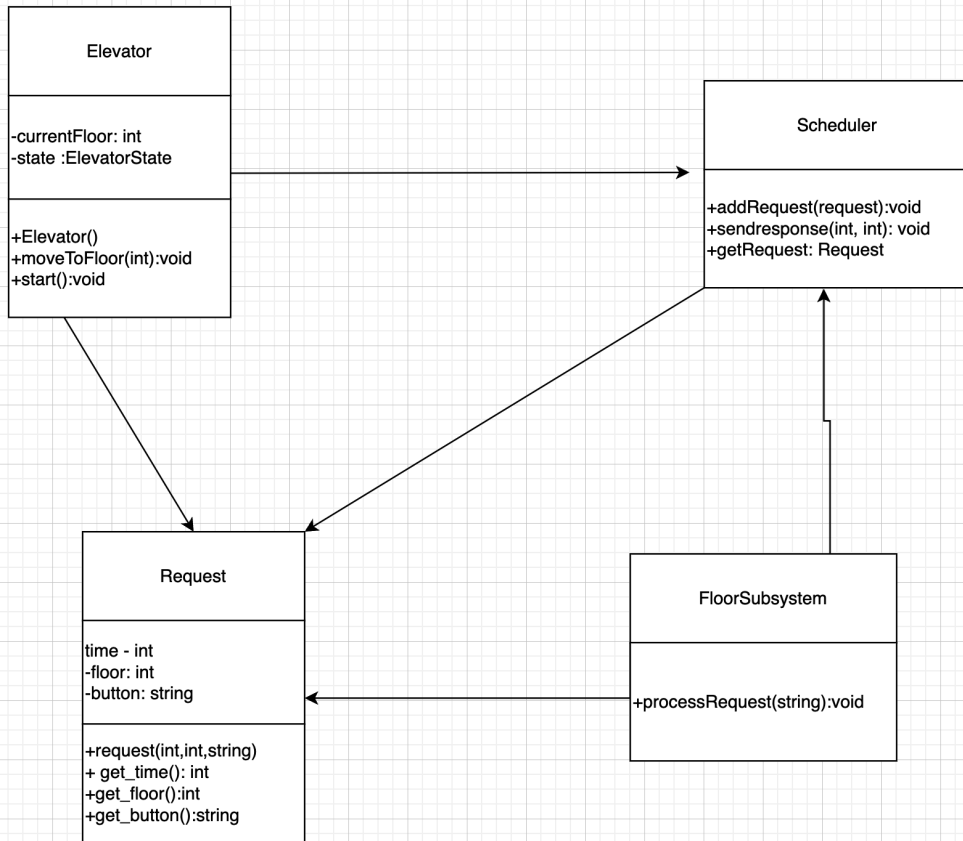 Elevator
-currentFloor: int
-state :ElevatorState
+Elevator()
+moveToFloor(int):void
+start():void
Scheduler
+addRequest(request):void
+sendresponse(int, int): void
+getRequest: Request
Request
time - int
-floor: int
-button: string
+request(int,int,string)
+ get_time(): int
+get_floor():int
+get_button():string
FloorSubsystem
+processRequest(string):void